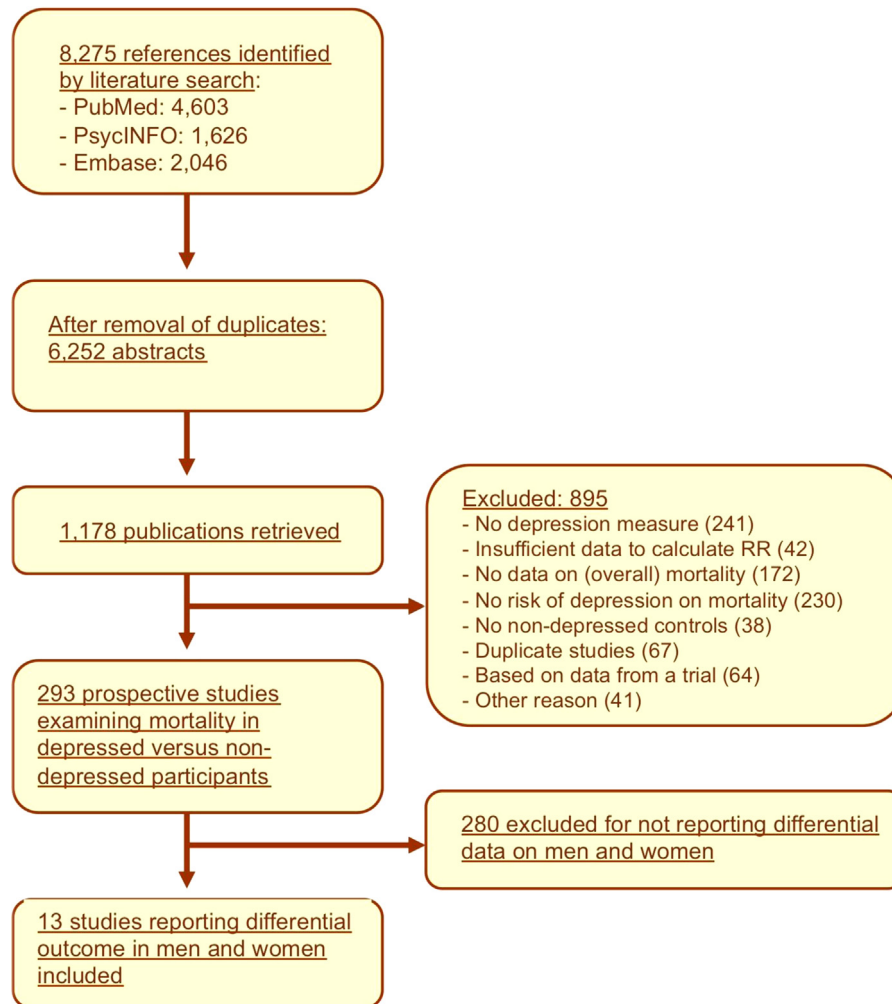 8,275 references identified
by literature search:
- PubMed: 4,603
- PsycINFO: 1,626
- Embase: 2,046
After removal of duplicates:
6,252 abstracts
1,178 publications retrieved
Excluded: 895
- No depression measure (241)
- Insufficient data to calculate RR (42)
- No data on (overall) mortality (172)
- No risk of depression on mortality (230)
- No non-depressed controls (38)
- Duplicate studies (67)
- Based on data from a trial (64)
- Other reason (41)
293 prospective studies
examining mortality in
depressed versus non-
depressed participants
280 excluded for not reporting differential
data on men and women
13 studies reporting differential
outcome in men and women
included